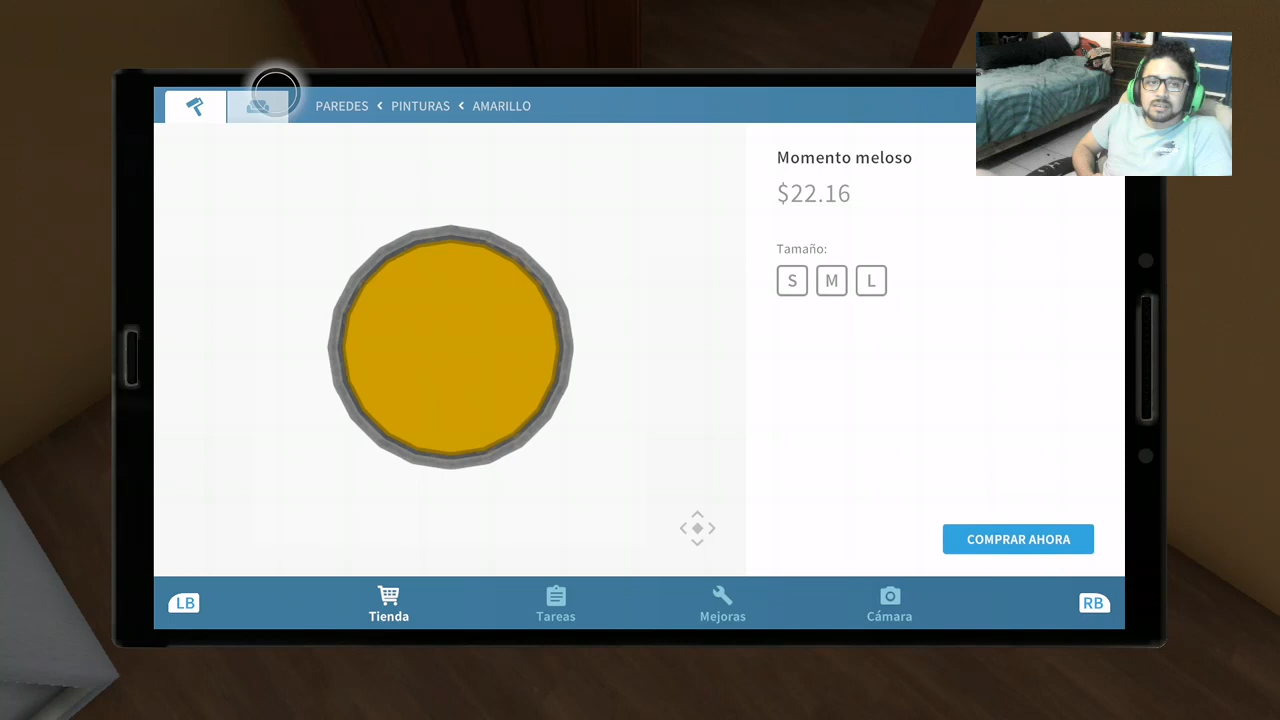 PAREDES < PINTURAS < AMARILLO
Momento meloso
$22.16
Tamaño:
S M L
COMPRAR AHORA
LB
Tienda
Tareas
Mejoras
Cámara
RB